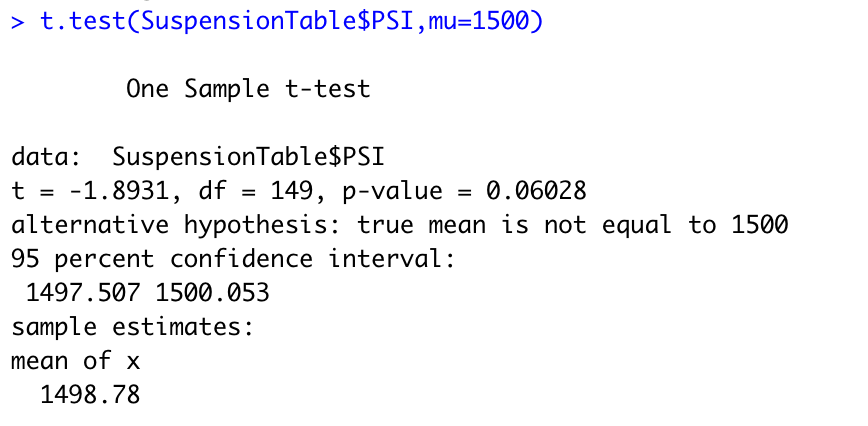 > t.test(SuspensionTable$PSI,mu=1500)
One Sample t-test
data:  SuspensionTable$PSI
t = -1.8931, df = 149, p-value = 0.06028
alternative hypothesis: true mean is not equal to 1500
95 percent confidence interval:
1497.507 1500.053
sample estimates:
mean of x
1498.78